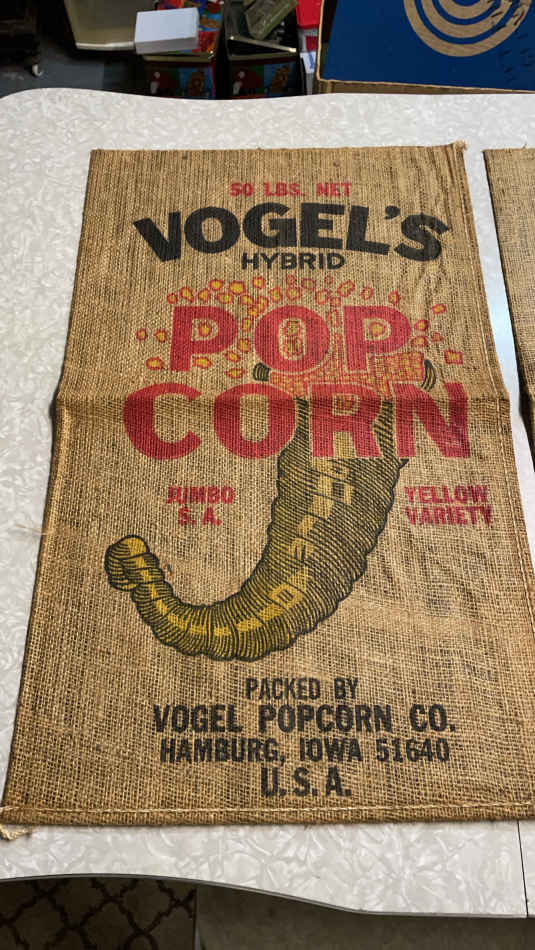 50 LBS. NET
VOGEL'S
HYBRID
POP
CORN
JUMBO
S. A.
YELLOW
VARIETY
PACKED BY
VOGEL POPCORN CO.
HAMBURG, IOWA 51640
U. S. A.